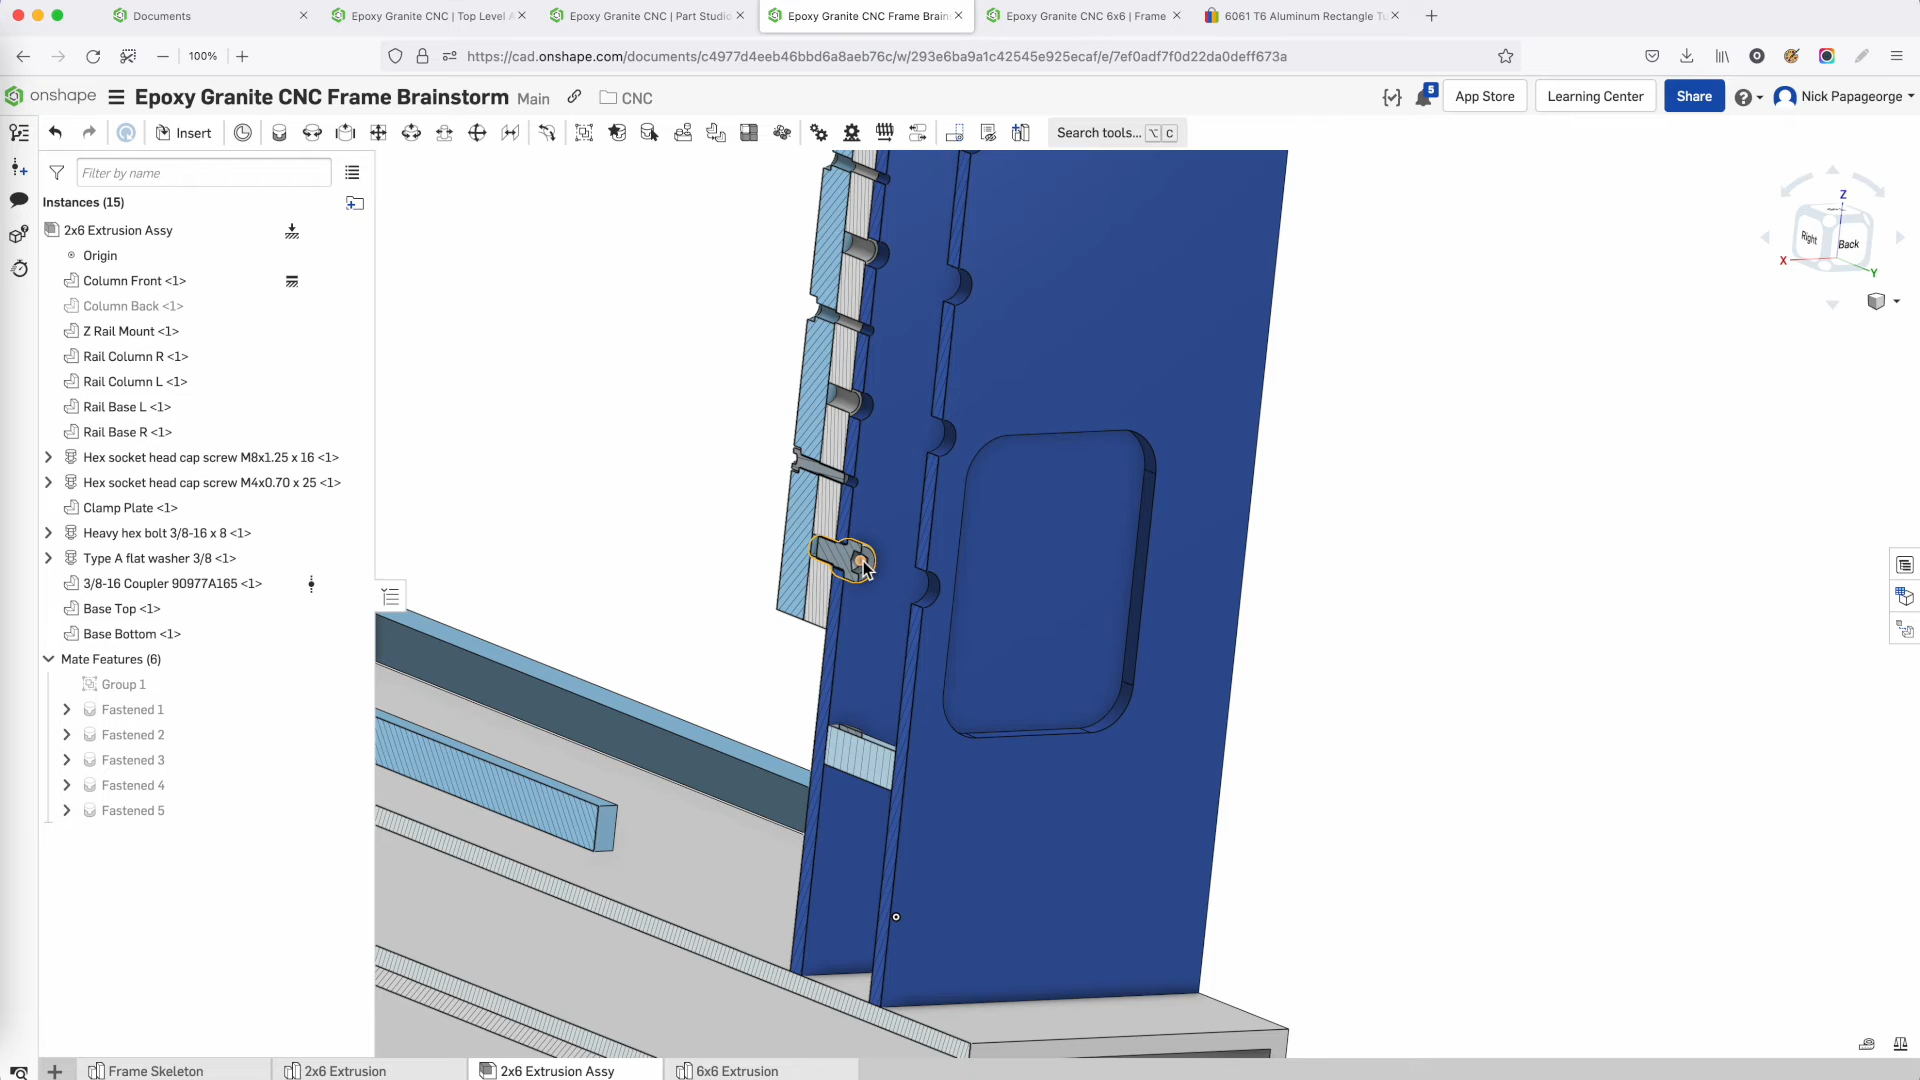 Documents
Epoxy Granite CNC | Top Level A
Epoxy Granite CNC | Part Studio
Epoxy Granite CNC Frame Brain
Epoxy Granite CNC 6x6 | Frame
6061 T6 Aluminum Rectangle Tu
100%
https://cad.onshape.com/documents/c4977d4eeb46bbd6a8aeb76c/w/293e6ba9a1c42545e925ecaf/e/7ef0adf7f0d22da0deff673a
onshape
Epoxy Granite CNC Frame Brainstorm
Main
CNC
5
App Store
Learning Center
Share
Nick Papageorge
Insert
Search tools... ⌥ C
Filter by name
Instances (15)
2x6 Extrusion Assy
Origin
Column Front <1>
Column Back <1>
Z Rail Mount <1>
Rail Column R <1>
Rail Column L <1>
Rail Base L <1>
Rail Base R <1>
Hex socket head cap screw M8x1.25 x 16 <1>
Hex socket head cap screw M4x0.70 x 25 <1>
Clamp Plate <1>
Heavy hex bolt 3/8-16 x 8 <1>
Type A flat washer 3/8 <1>
3/8-16 Coupler 90977A165 <1>
Base Top <1>
Base Bottom <1>
Mate Features (6)
Group 1
Fastened 1
Fastened 2
Fastened 3
Fastened 4
Fastened 5
Z
Right
Back
X
Y
Frame Skeleton
2x6 Extrusion
2x6 Extrusion Assy
6x6 Extrusion